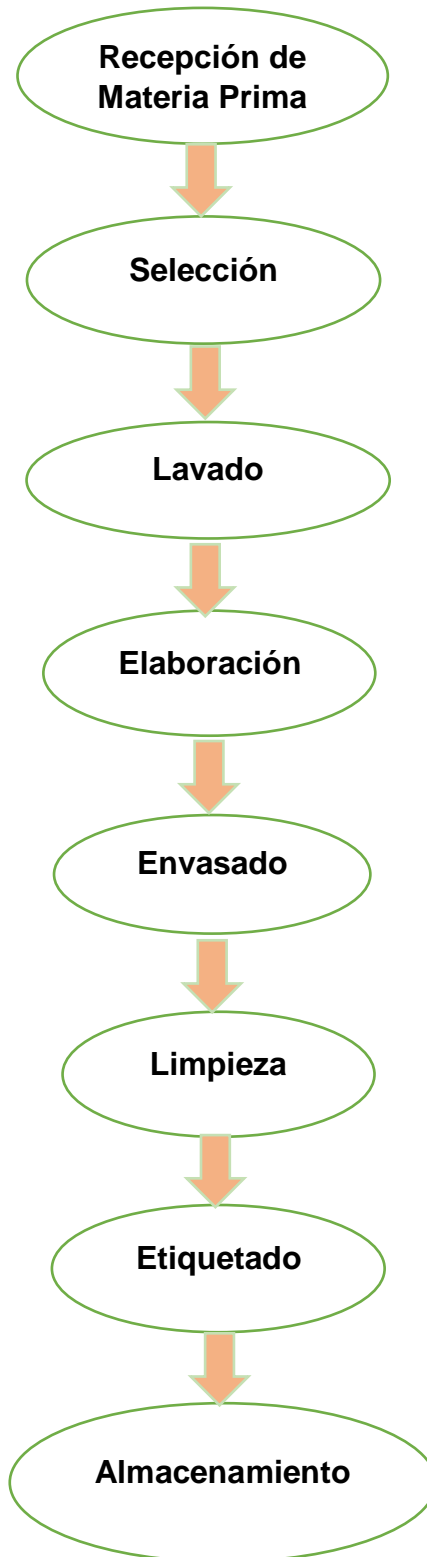 Recepción de
Materia Prima
Selección
Lavado
Elaboración
Envasado
Limpieza
Etiquetado
Almacenamiento